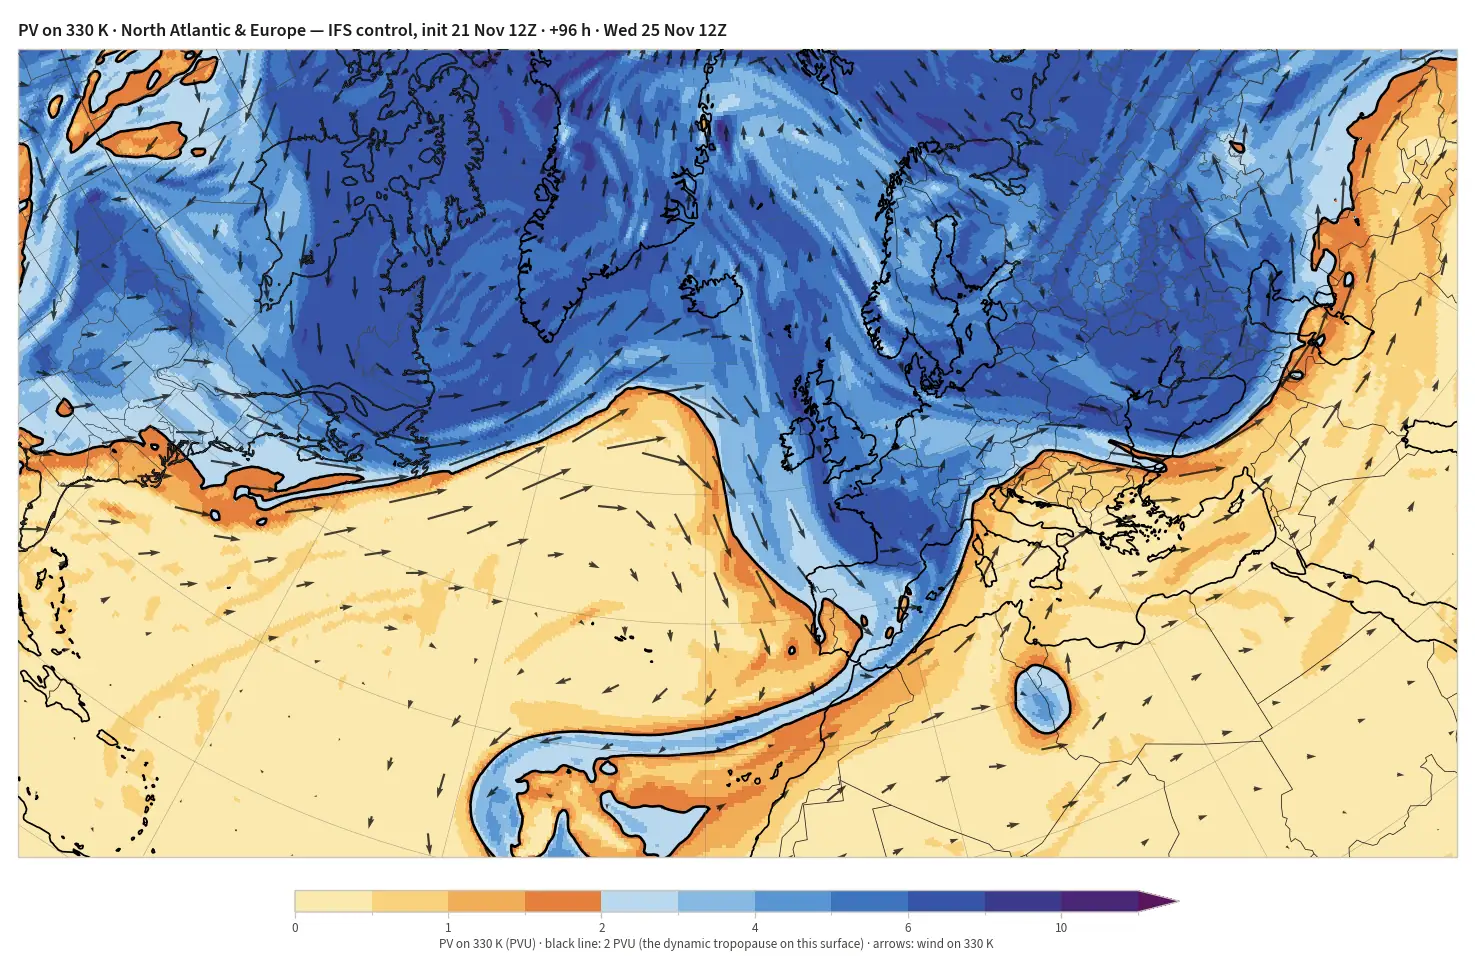 PV on 330 K · North Atlantic & Europe — IFS control, init 21 Nov 12Z · +96 h · Wed 25 Nov 12Z
0 1 2 4 6 10
PV on 330 K (PVU) · black line: 2 PVU (the dynamic tropopause on this surface) · arrows: wind on 330 K